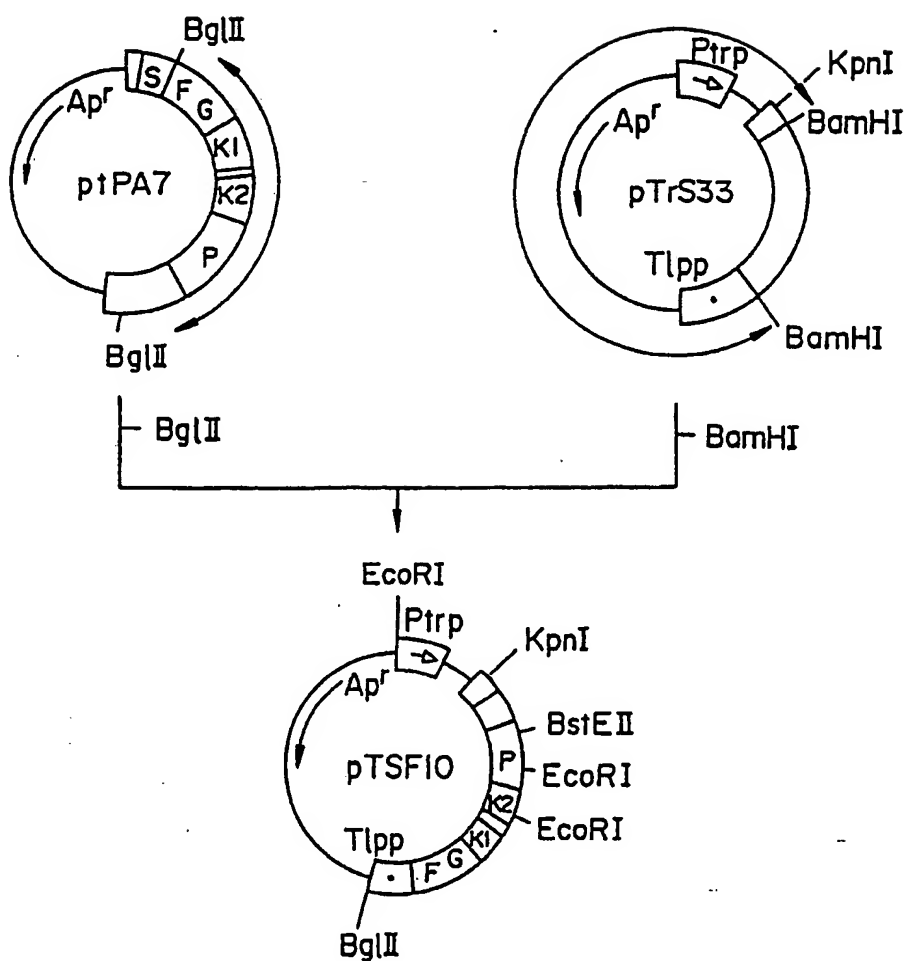 BglII
S
F
G
K1
K2
P
Apʳ
ptPA7
BglII
BglII
Ptrp
KpnI
BamHI
Apʳ
pTrS33
Tlpp
BamHI
BamHI
EcoRI
Ptrp
KpnI
Apʳ
BstEII
pTSF10
P
EcoRI
K2
EcoRI
K1
G
F
Tlpp
BglII